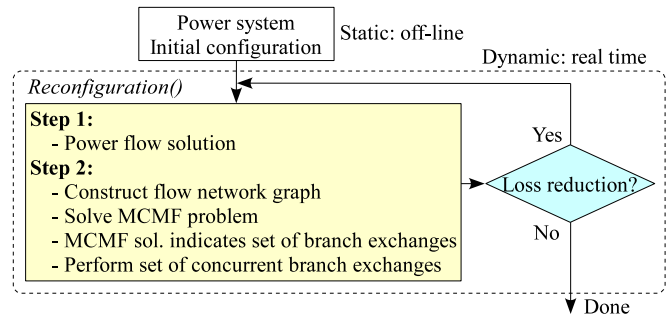 Power system
Initial configuration
Static: off-line
Dynamic: real time
Reconfiguration()
Step 1:
- Power flow solution
Step 2:
- Construct flow network graph
- Solve MCMF problem
- MCMF sol. indicates set of branch exchanges
- Perform set of concurrent branch exchanges
Yes
Loss reduction?
No
Done